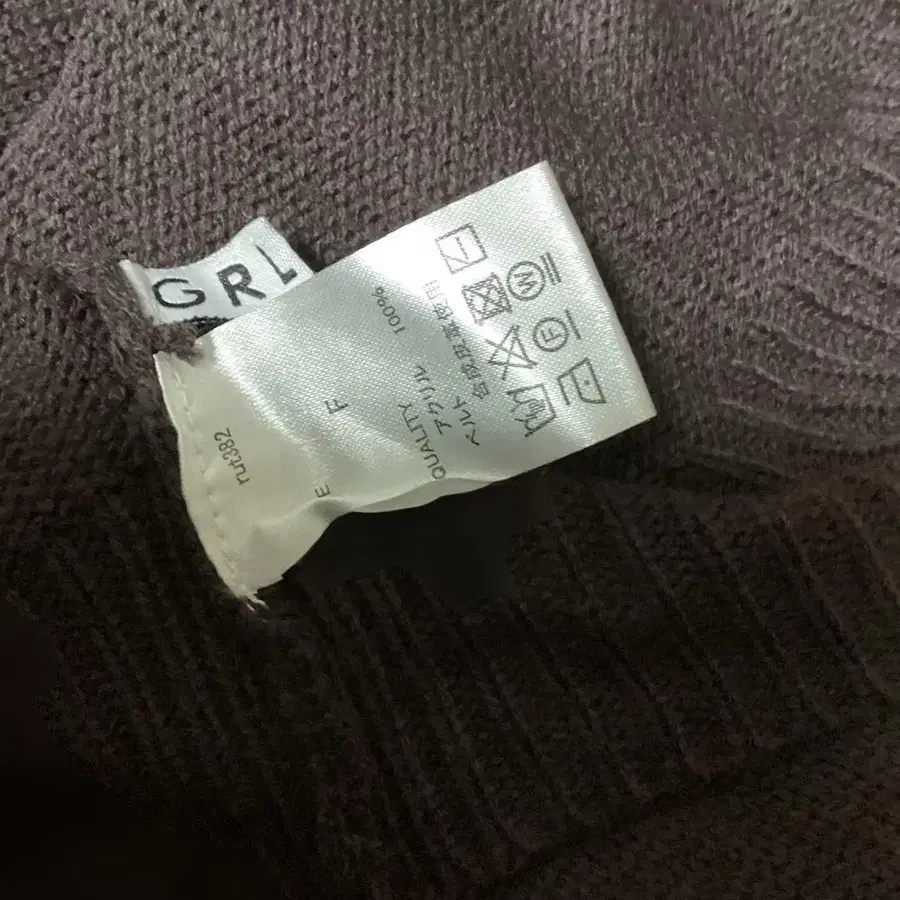 GRL
rut382
E F
QUALITY
アクリル 100%
ベルト 合成皮革使用
W
F